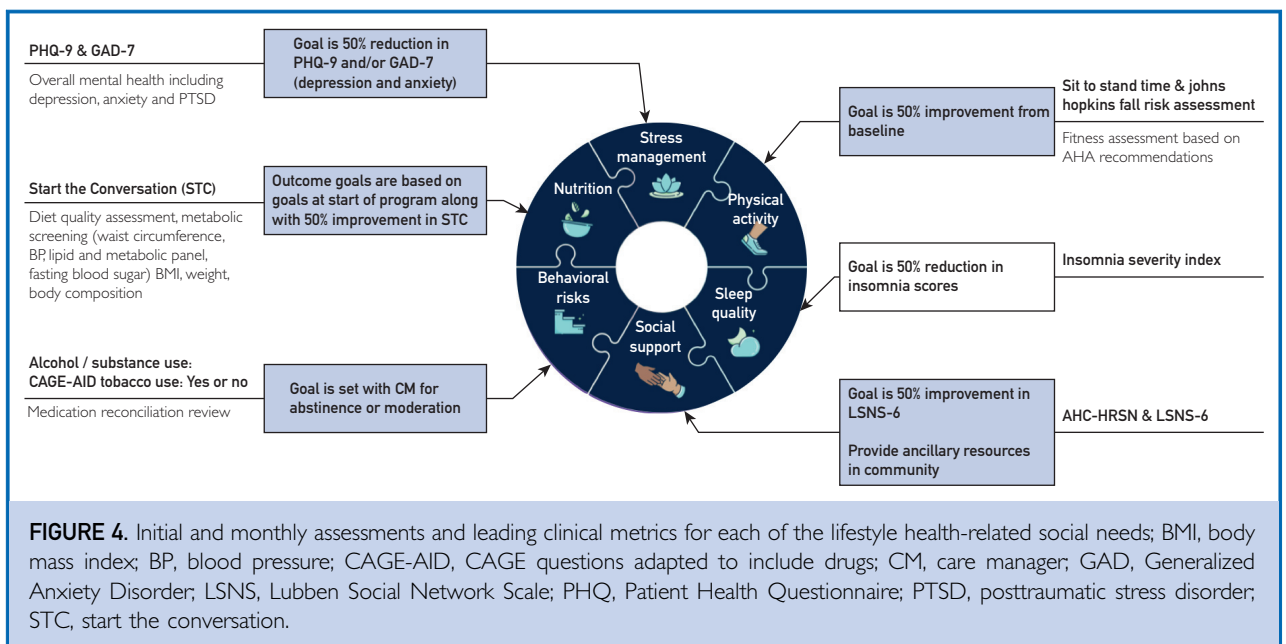 PHQ-9 & GAD-7
Overall mental health including
depression, anxiety and PTSD
Goal is 50% reduction in
PHQ-9 and/or GAD-7
(depression and anxiety)
Start the Conversation (STC)
Diet quality assessment, metabolic
screening (waist circumference,
BP, lipid and metabolic panel,
fasting blood sugar) BMI, weight,
body composition
Outcome goals are based on
goals at start of program along
with 50% improvement in STC
Alcohol / substance use:
CAGE-AID tobacco use: Yes or no
Medication reconciliation review
Goal is set with CM for
abstinence or moderation
Stress
management
Nutrition
Physical
activity
Behavioral
risks
Sleep
quality
Social
support
Goal is 50% improvement from
baseline
Sit to stand time & johns
hopkins fall risk assessment
Fitness assessment based on
AHA recommendations
Goal is 50% reduction in
insomnia scores
Insomnia severity index
Goal is 50% improvement in
LSNS-6
Provide ancillary resources
in community
AHC-HRSN & LSNS-6
FIGURE 4. Initial and monthly assessments and leading clinical metrics for each of the lifestyle health-related social needs; BMI, body
mass index; BP, blood pressure; CAGE-AID, CAGE questions adapted to include drugs; CM, care manager; GAD, Generalized
Anxiety Disorder; LSNS, Lubben Social Network Scale; PHQ, Patient Health Questionnaire; PTSD, posttraumatic stress disorder;
STC, start the conversation.